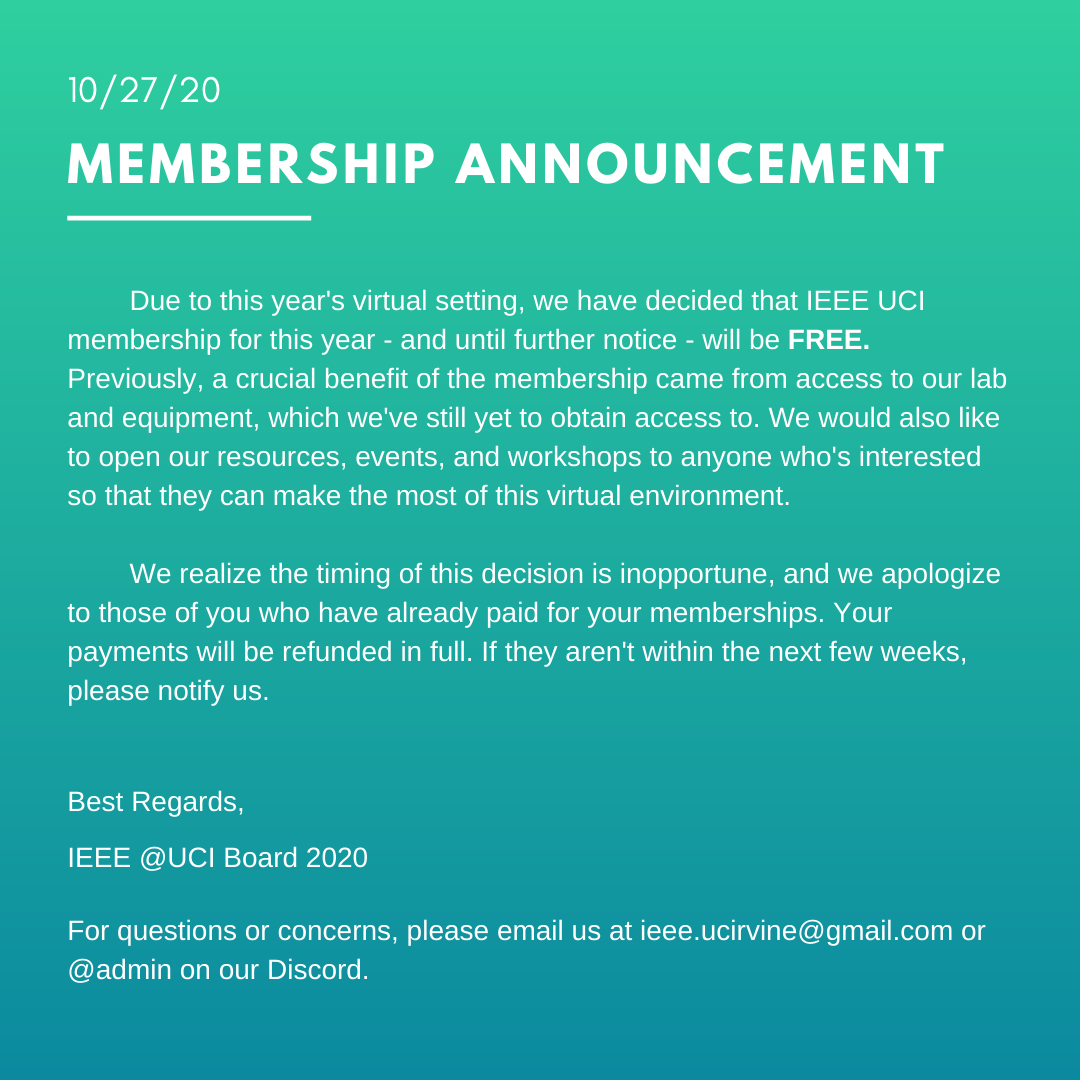 10/27/20
MEMBERSHIP ANNOUNCEMENT
Due to this year's virtual setting, we have decided that IEEE UCI
membership for this year - and until further notice - will be FREE.
Previously, a crucial benefit of the membership came from access to our lab
and equipment, which we've still yet to obtain access to. We would also like
to open our resources, events, and workshops to anyone who's interested
so that they can make the most of this virtual environment.
We realize the timing of this decision is inopportune, and we apologize
to those of you who have already paid for your memberships. Your
payments will be refunded in full. If they aren't within the next few weeks,
please notify us.
Best Regards,
IEEE @UCI Board 2020
For questions or concerns, please email us at ieee.ucirvine@gmail.com or
@admin on our Discord.